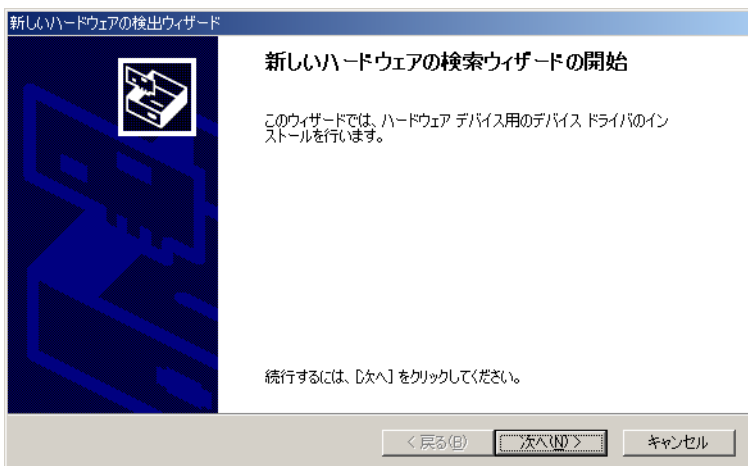 新しいハードウェアの検出ウィザード
新しいハードウェアの検索ウィザードの開始
このウィザードでは、ハードウェア デバイス用のデバイス ドライバのイン
ストールを行います。
続行するには、[次へ] をクリックしてください。
< 戻る(B)
次へ(N) >
キャンセル